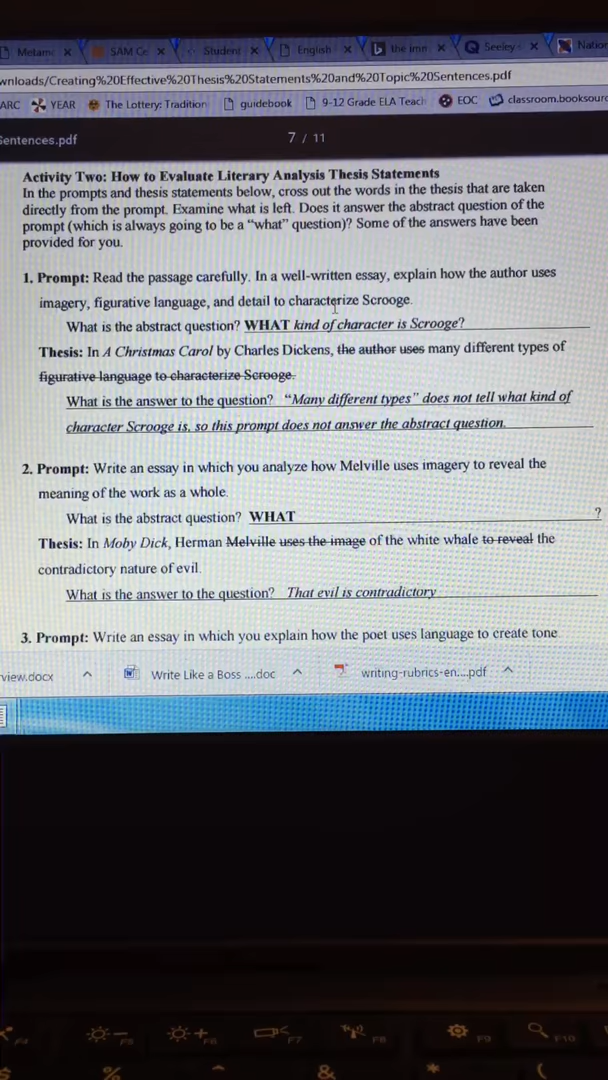 Metamo × SAM Co × Student × English × the imm × Seeley × Nation
wnloads/Creating%20Effective%20Thesis%20Statements%20and%20Topic%20Sentences.pdf
ARC YEAR The Lottery: Tradition guidebook 9-12 Grade ELA Teach EOC classroom.booksourc
Sentences.pdf 7 / 11
Activity Two: How to Evaluate Literary Analysis Thesis Statements
In the prompts and thesis statements below, cross out the words in the thesis that are taken
directly from the prompt. Examine what is left. Does it answer the abstract question of the
prompt (which is always going to be a "what" question)? Some of the answers have been
provided for you.
1. Prompt: Read the passage carefully. In a well-written essay, explain how the author uses
imagery, figurative language, and detail to characterize Scrooge.
What is the abstract question? WHAT kind of character is Scrooge?
Thesis: In A Christmas Carol by Charles Dickens, the author uses many different types of
figurative language to characterize Scrooge.
What is the answer to the question? "Many different types" does not tell what kind of
character Scrooge is, so this prompt does not answer the abstract question.
2. Prompt: Write an essay in which you analyze how Melville uses imagery to reveal the
meaning of the work as a whole.
What is the abstract question? WHAT ?
Thesis: In Moby Dick, Herman Melville uses the image of the white whale to reveal the
contradictory nature of evil.
What is the answer to the question? That evil is contradictory
3. Prompt: Write an essay in which you explain how the poet uses language to create tone.
view.docx Write Like a Boss ....doc writing-rubrics-en....pdf
F4 F5 F6 F7 F8 F9 F10
$ % ^ & * (